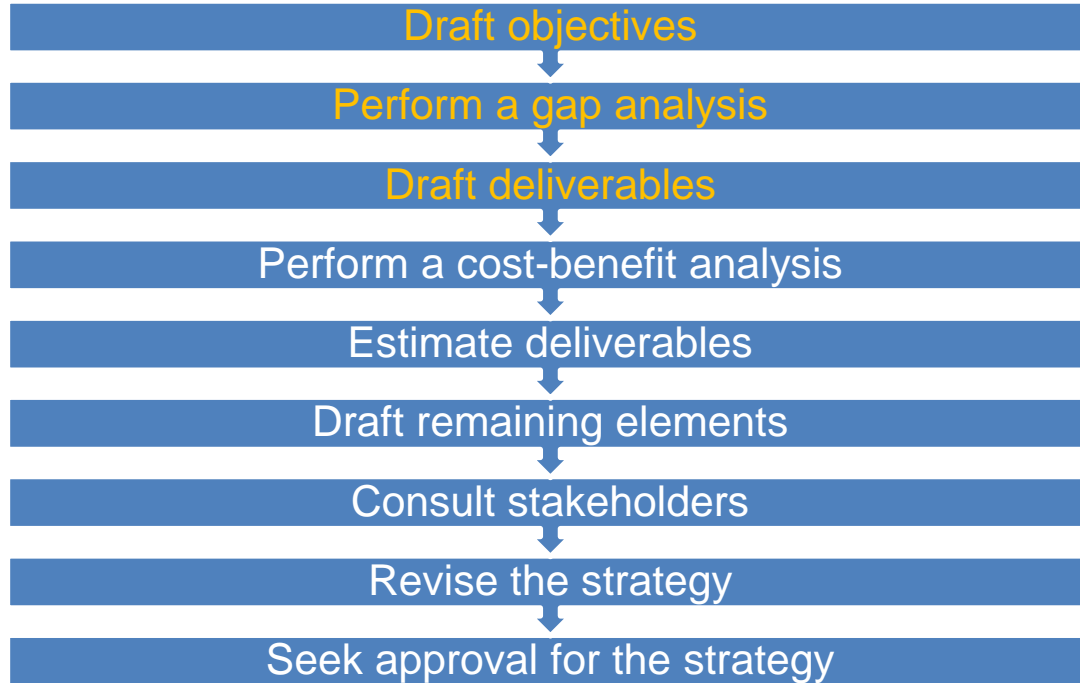 Draft objectives
Perform a gap analysis
Draft deliverables
Perform a cost-benefit analysis
Estimate deliverables
Draft remaining elements
Consult stakeholders
Revise the strategy
Seek approval for the strategy